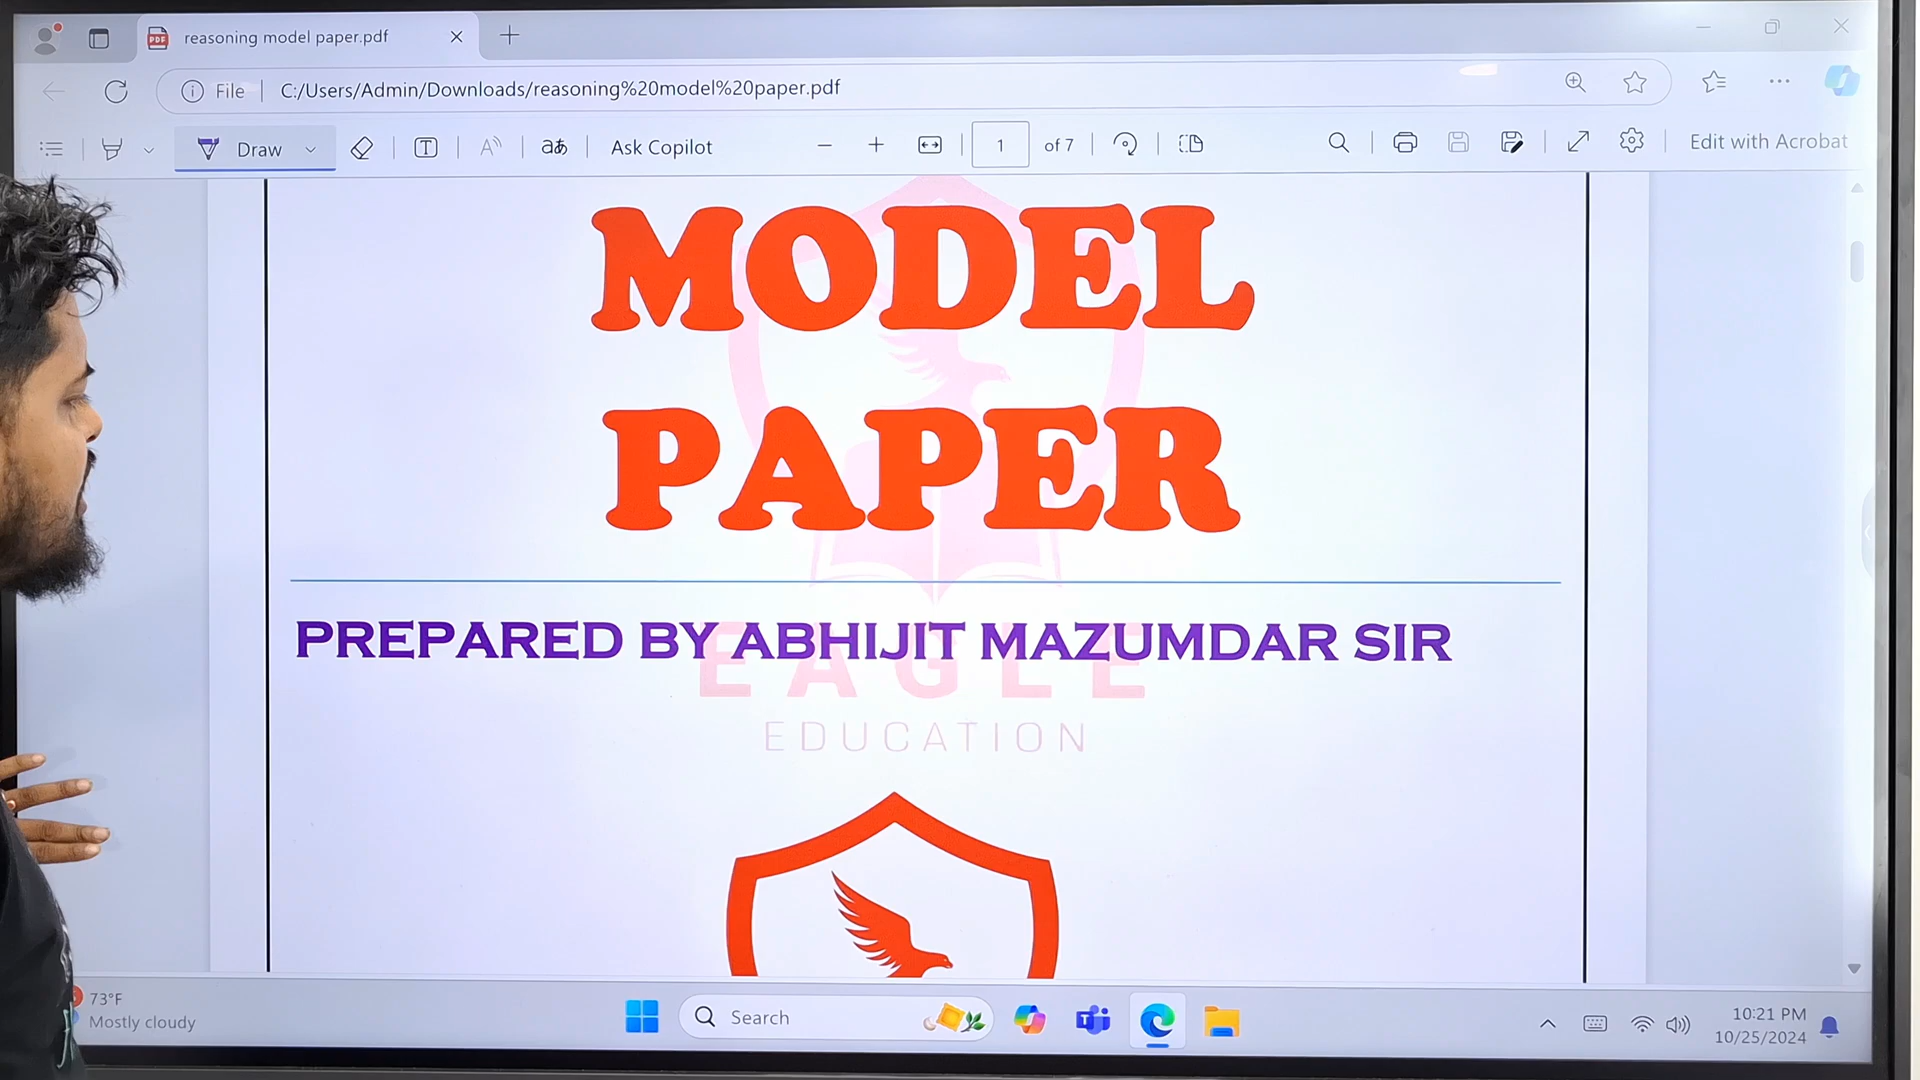 reasoning model paper.pdf
File
C:/Users/Admin/Downloads/reasoning%20model%20paper.pdf
Draw
Ask Copilot
1
of 7
Edit with Acrobat
MODEL
PAPER
PREPARED BY ABHIJIT MAZUMDAR SIR
EAGLE
EDUCATION
73°F
Mostly cloudy
Search
10:21 PM
10/25/2024